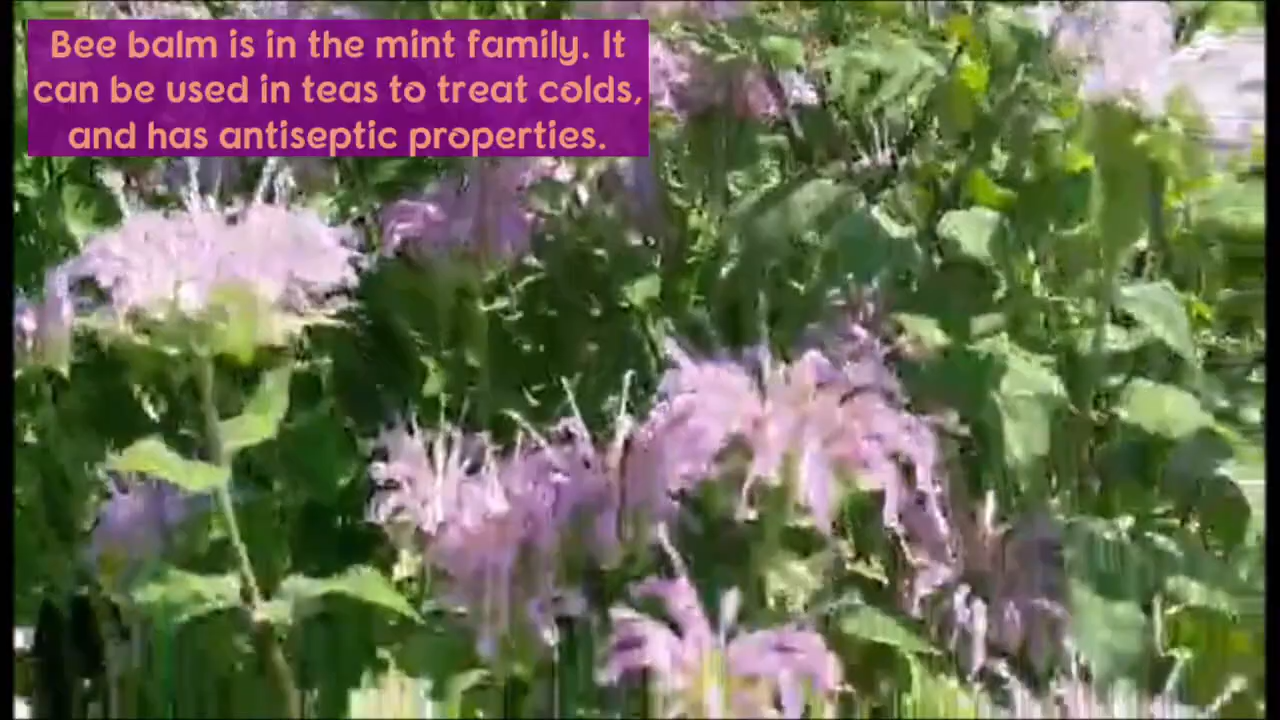 Bee balm is in the mint family. It
can be used in teas to treat colds,
and has antiseptic properties.